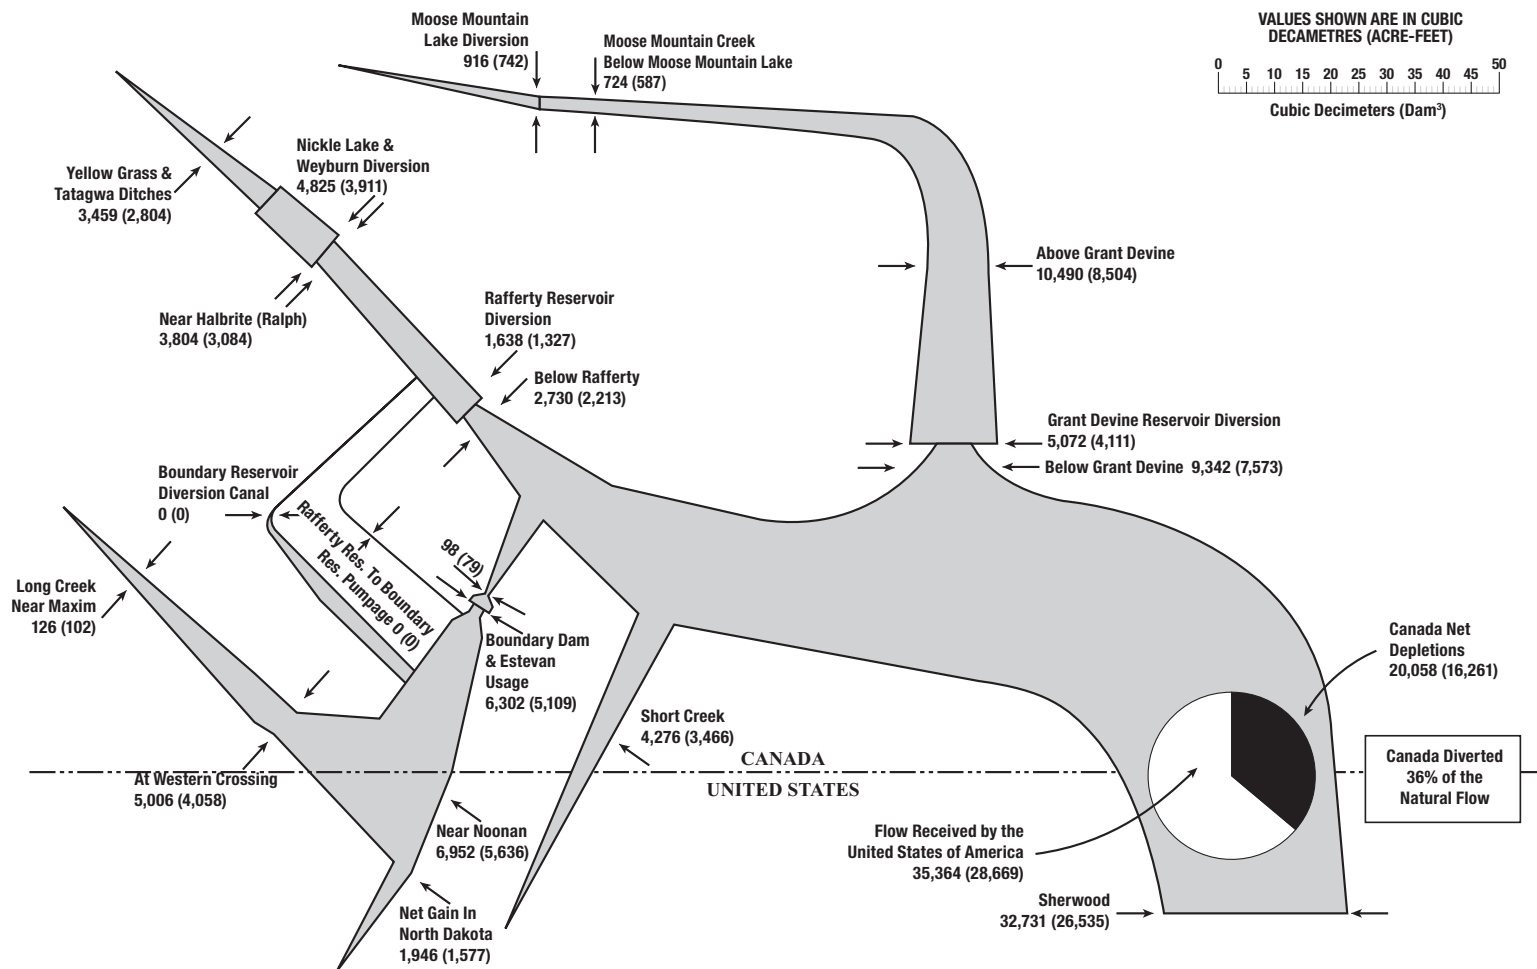 Moose Mountain
Lake Diversion
916 (742)
Moose Mountain Creek
Below Moose Mountain Lake
724 (587)
VALUES SHOWN ARE IN CUBIC
DECAMETRES (ACRE-FEET)
0 5 10 15 20 25 30 35 40 45 50
Cubic Decimeters (Dam³)
Yellow Grass &
Tatagwa Ditches
3,459 (2,804)
Nickle Lake &
Weyburn Diversion
4,825 (3,911)
Near Halbrite (Ralph)
3,804 (3,084)
Rafferty Reservoir
Diversion
1,638 (1,327)
Below Rafferty
2,730 (2,213)
Above Grant Devine
10,490 (8,504)
Grant Devine Reservoir Diversion
5,072 (4,111)
Below Grant Devine 9,342 (7,573)
Boundary Reservoir
Diversion Canal
0 (0)
Rafferty Res. To Boundary
Res. Pumpage 0 (0)
98 (79)
Long Creek
Near Maxim
126 (102)
Boundary Dam
& Estevan
Usage
6,302 (5,109)
Short Creek
4,276 (3,466)
Canada Net
Depletions
20,058 (16,261)
At Western Crossing
5,006 (4,058)
CANADA
UNITED STATES
Canada Diverted
36% of the
Natural Flow
Near Noonan
6,952 (5,636)
Flow Received by the
United States of America
35,364 (28,669)
Net Gain In
North Dakota
1,946 (1,577)
Sherwood
32,731 (26,535)